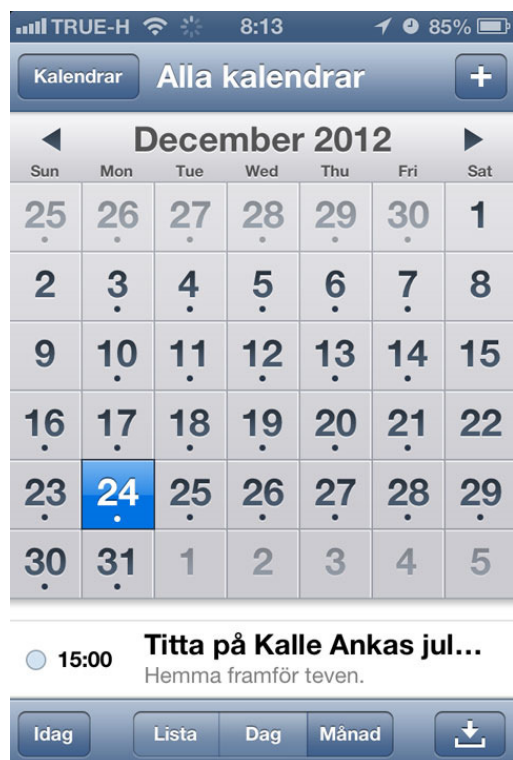 TRUE-H 8:13 85%
Kalendrar Alla kalendrar +
December 2012
Sun Mon Tue Wed Thu Fri Sat
25 26 27 28 29 30 1
2 3 4 5 6 7 8
9 10 11 12 13 14 15
16 17 18 19 20 21 22
23 24 25 26 27 28 29
30 31 1 2 3 4 5
15:00 Titta på Kalle Ankas jul...
Hemma framför teven.
Idag Lista Dag Månad